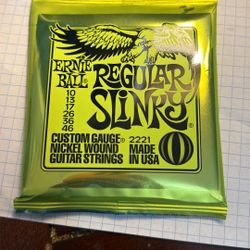 ERNIE BALL
REGULAR
SLINKY
10
13
17
26
36
46
CUSTOM GAUGE® 2221
NICKEL WOUND MADE
GUITAR STRINGS IN USA